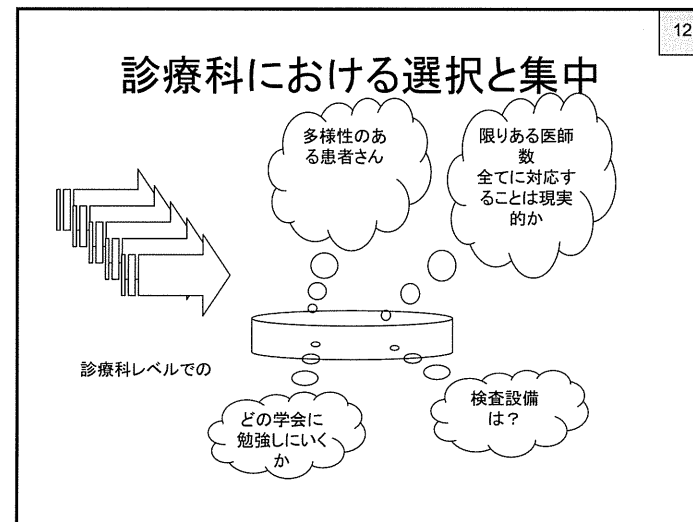 12
診療科における選択と集中
多様性のあ
る患者さん
限りある医師
数
全てに対応す
ることは現実
的か
診療科レベルでの
どの学会に
勉強しにいく
か
検査設備
は？